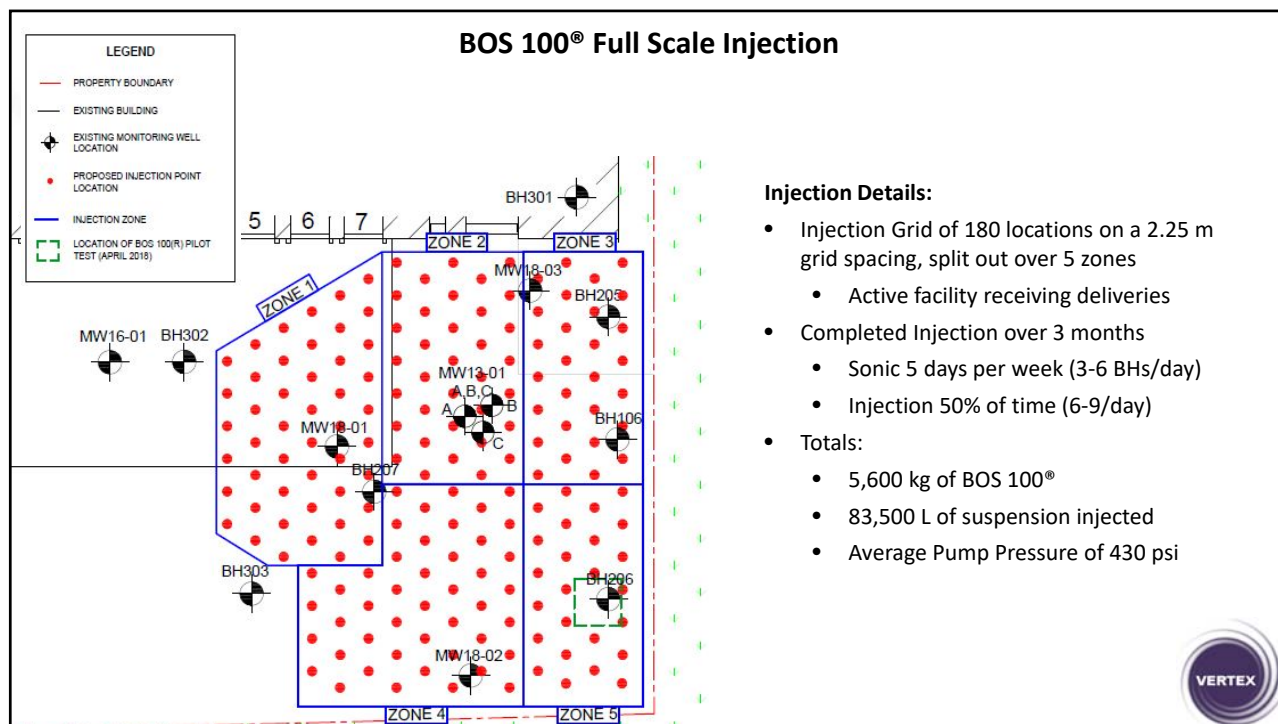 BOS 100® Full Scale Injection
LEGEND
PROPERTY BOUNDARY
EXISTING BUILDING
EXISTING MONITORING WELL
LOCATION
PROPOSED INJECTION POINT
LOCATION
INJECTION ZONE
LOCATION OF BOS 100(R) PILOT
TEST (APRIL 2018)
5 6 7
BH301
ZONE 2
ZONE 3
ZONE 1
MW18-03
BH205
MW16-01
BH302
MW13-01
A,B,C
A
B
C
BH106
MW18-01
BH207
BH303
BH206
MW18-02
ZONE 4
ZONE 5
Injection Details:
• Injection Grid of 180 locations on a 2.25 m
grid spacing, split out over 5 zones
• Active facility receiving deliveries
• Completed Injection over 3 months
• Sonic 5 days per week (3-6 BHs/day)
• Injection 50% of time (6-9/day)
• Totals:
• 5,600 kg of BOS 100®
• 83,500 L of suspension injected
• Average Pump Pressure of 430 psi
VERTEX